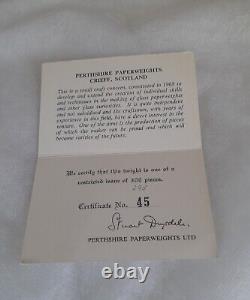 PERTHSHIRE PAPERWEIGHTS
CRIEFF, SCOTLAND
This is a small craft concern, constituted in 1968 to
develop and extend the creation of individual skills
and techniques in the making of glass paperweights
and other glass curiosities. It is quite independent
and not subsidised and the craftsmen, with years of
experience in this field, have a direct interest in the
business. One of the aims is the production of pieces
of which the maker can be proud and which will
become rarities of the future.
We certify that this weight is one of a
restricted issue of pieces.
298
Certificate No. 45
Stuart Drysdale.
PERTHSHIRE PAPERWEIGHTS LTD